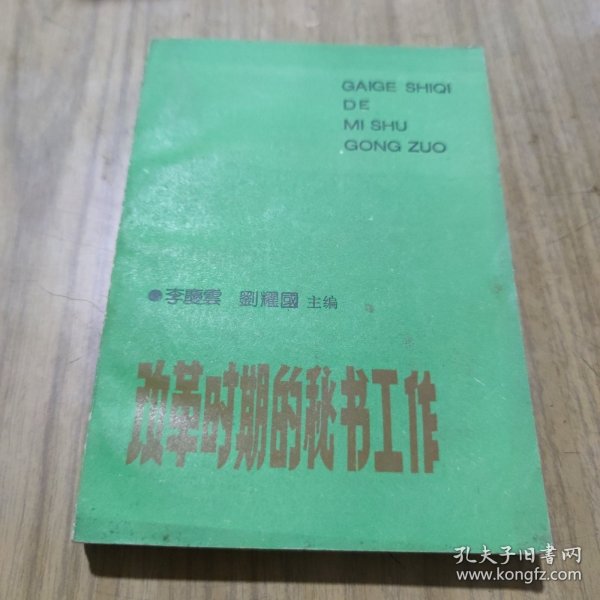 GAIGE SHIQI
DE
MI SHU
GONG ZUO
李慶雲 劉耀國 主编
改革时期的秘书工作
孔夫子旧书网
www.kongfz.com